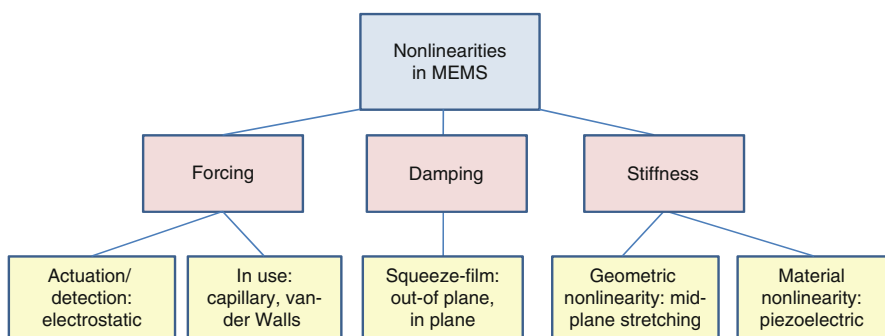 Nonlinearities
in MEMS
Forcing
Damping
Stiffness
Actuation/
detection:
electrostatic
In use:
capillary, van-
der Walls
Squeeze-film:
out-of plane,
in plane
Geometric
nonlinearity: mid-
plane stretching
Material
nonlinearity:
piezoelectric